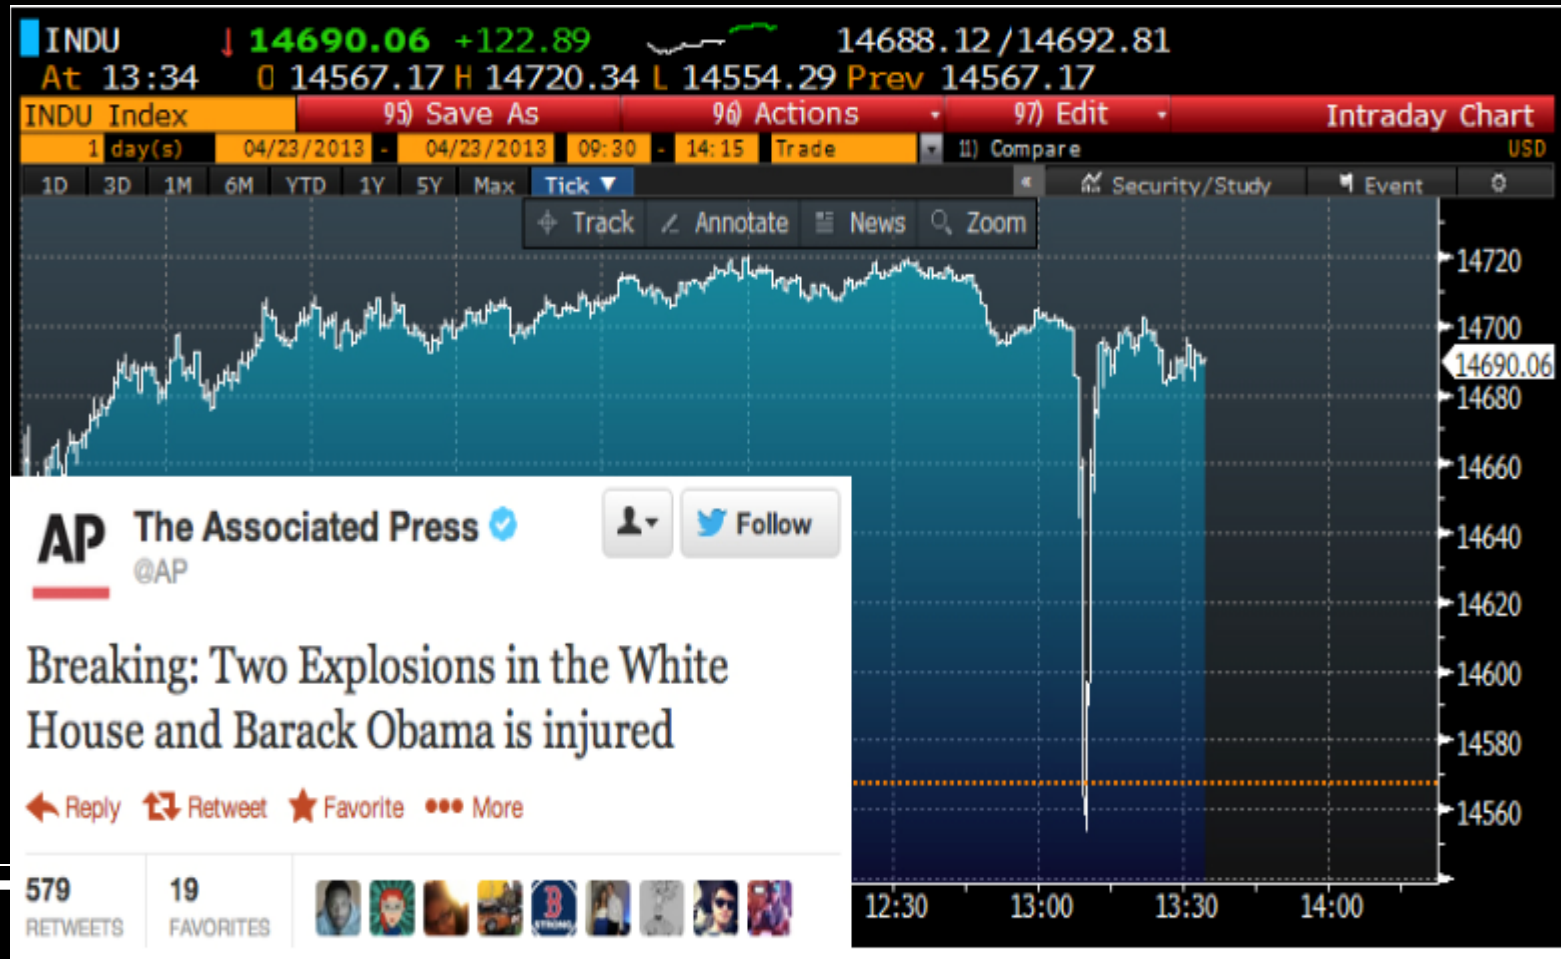 INDU 14690.06 +122.89 14688.12/14692.81
At 13:34 O 14567.17 H 14720.34 L 14554.29 Prev 14567.17
INDU Index 95) Save As 96) Actions 97) Edit Intraday Chart
1 day(s) 04/23/2013 - 04/23/2013 09:30 - 14:15 Trade 11) Compare USD
1D 3D 1M 6M YTD 1Y 5Y Max Tick ▼ « Security/Study Event
Track Annotate News Zoom
14720
14700
14690.06
14680
14660
14640
14620
14600
14580
14560
12:30 13:00 13:30 14:00
AP The Associated Press Follow
@AP
Breaking: Two Explosions in the White
House and Barack Obama is injured
Reply Retweet Favorite More
579 19
RETWEETS FAVORITES
B
STRONG